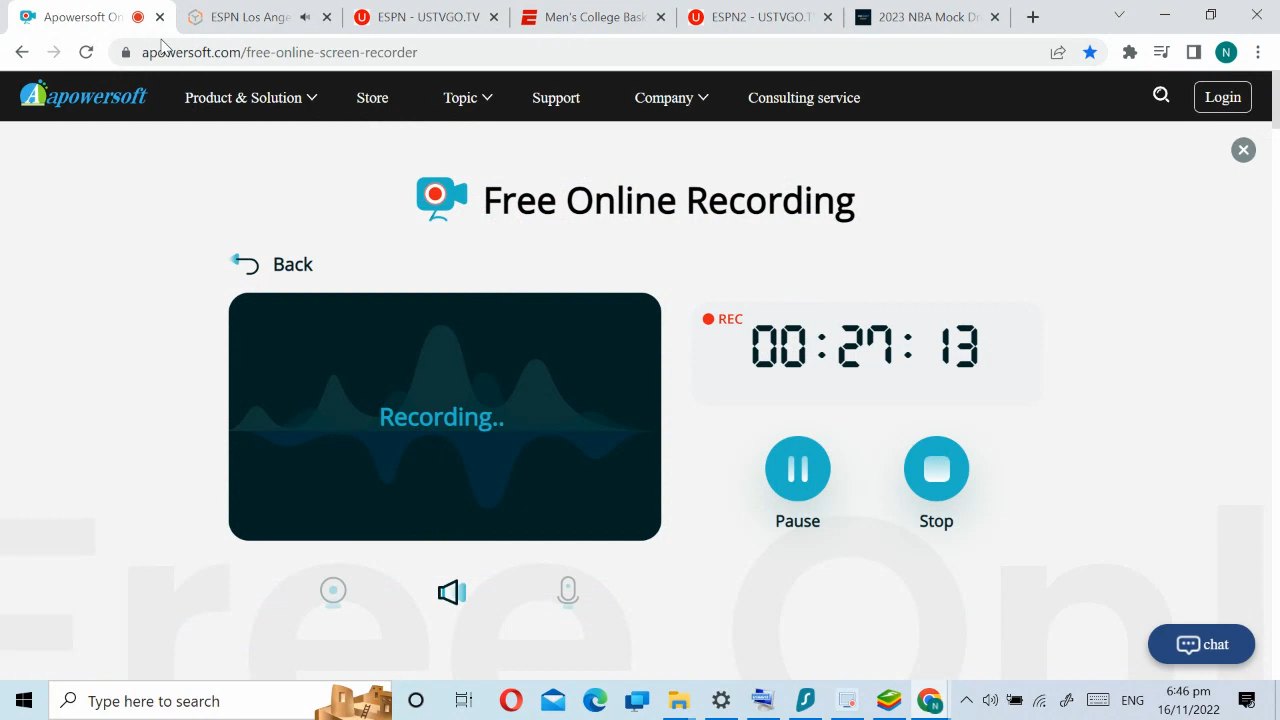 Apowersoft On
ESPN Los Ange
ESPN - USTVGO.TV
Men's College Bask
ESPN2 - USTVGO.T
2023 NBA Mock D
apowersoft.com/free-online-screen-recorder
N
Apowersoft
Product & Solution
Store
Topic
Support
Company
Consulting service
Login
Free Online Recording
Back
Recording..
REC
00:27:13
Pause
Stop
Free Onl
chat
Type here to search
N
ENG
6:46 pm
16/11/2022